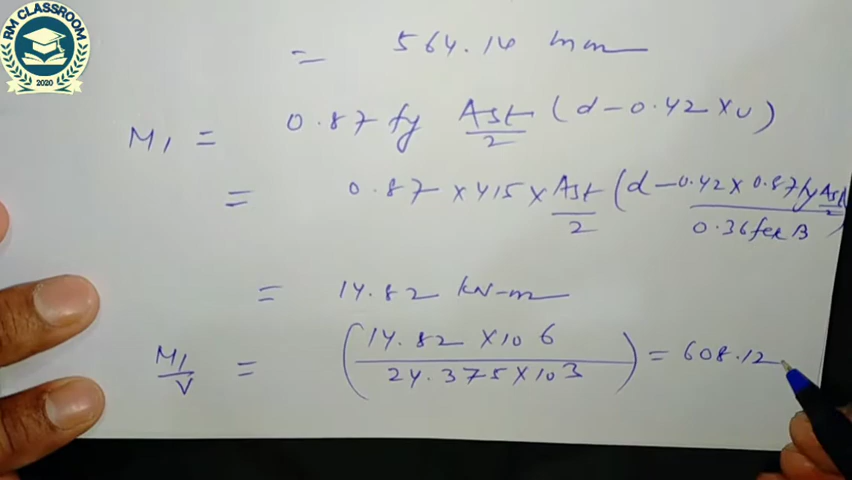 RM CLASSROOM
2020
= 564.16 mm
M1 = 0.87 fy Ast/2 (d - 0.42 xu)
= 0.87 × 415 × Ast/2 (d - 0.42 × 0.87 fy Ast/2 / 0.36 fck B)
= 14.82 kN-m
M1/V = (14.82 × 10 6 / 24.375 × 10 3) = 608.12